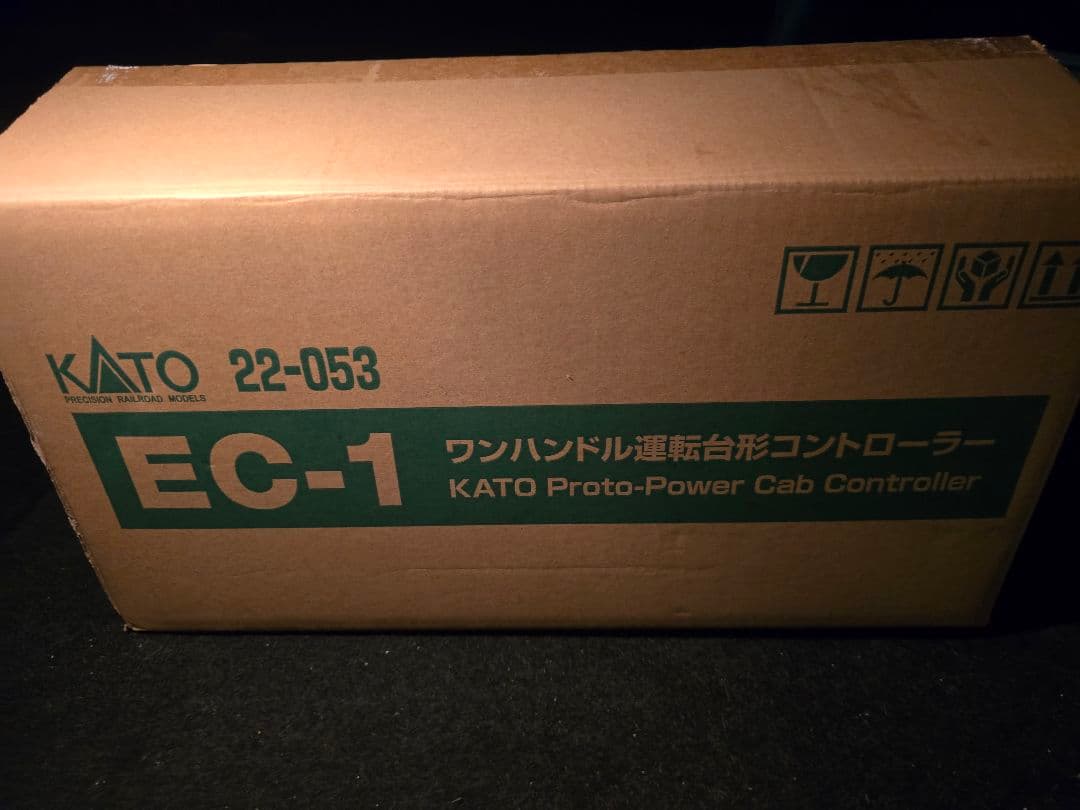 KATO 22-053
PRECISION RAILROAD MODELS
EC-1 ワンハンドル運転台形コントローラー
KATO Proto-Power Cab Controller